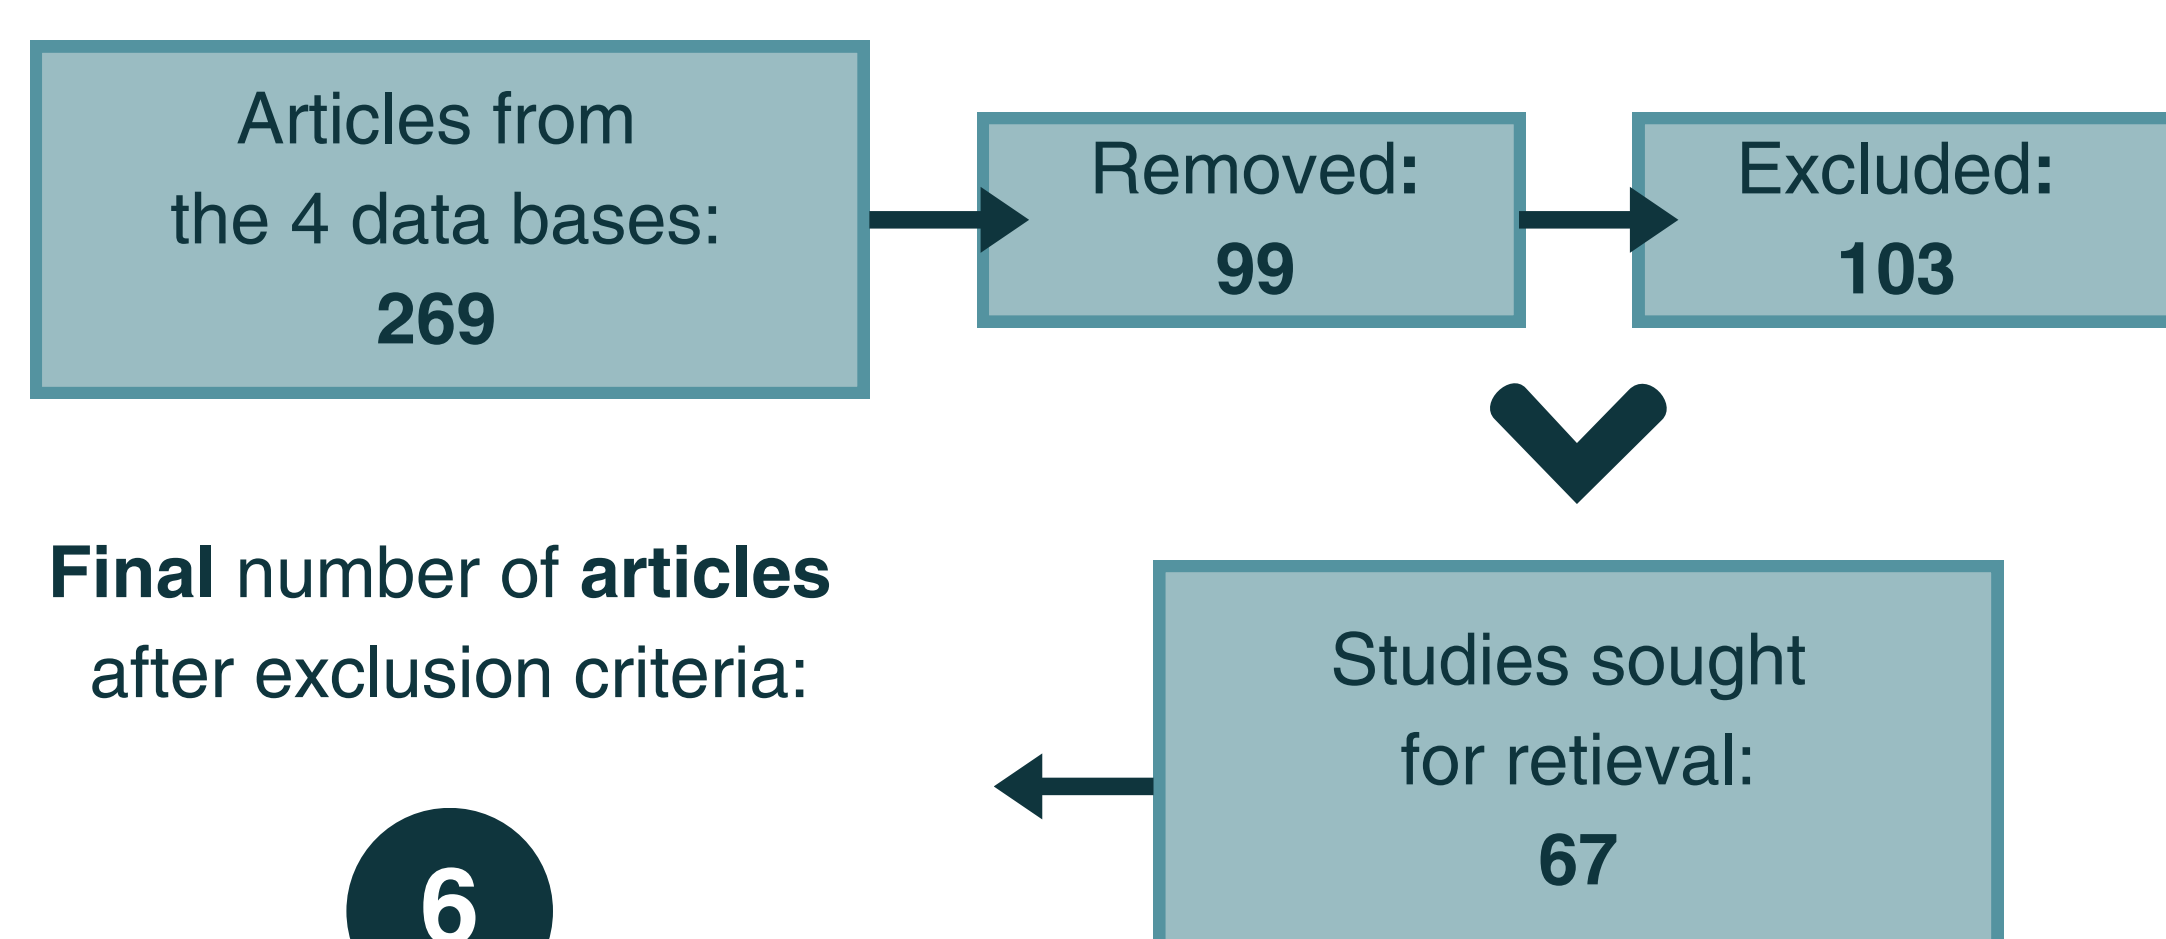 Articles from
the 4 data bases:
269
Removed:
99
Excluded:
103
Studies sought
for retieval:
67
Final number of articles
after exclusion criteria:
6